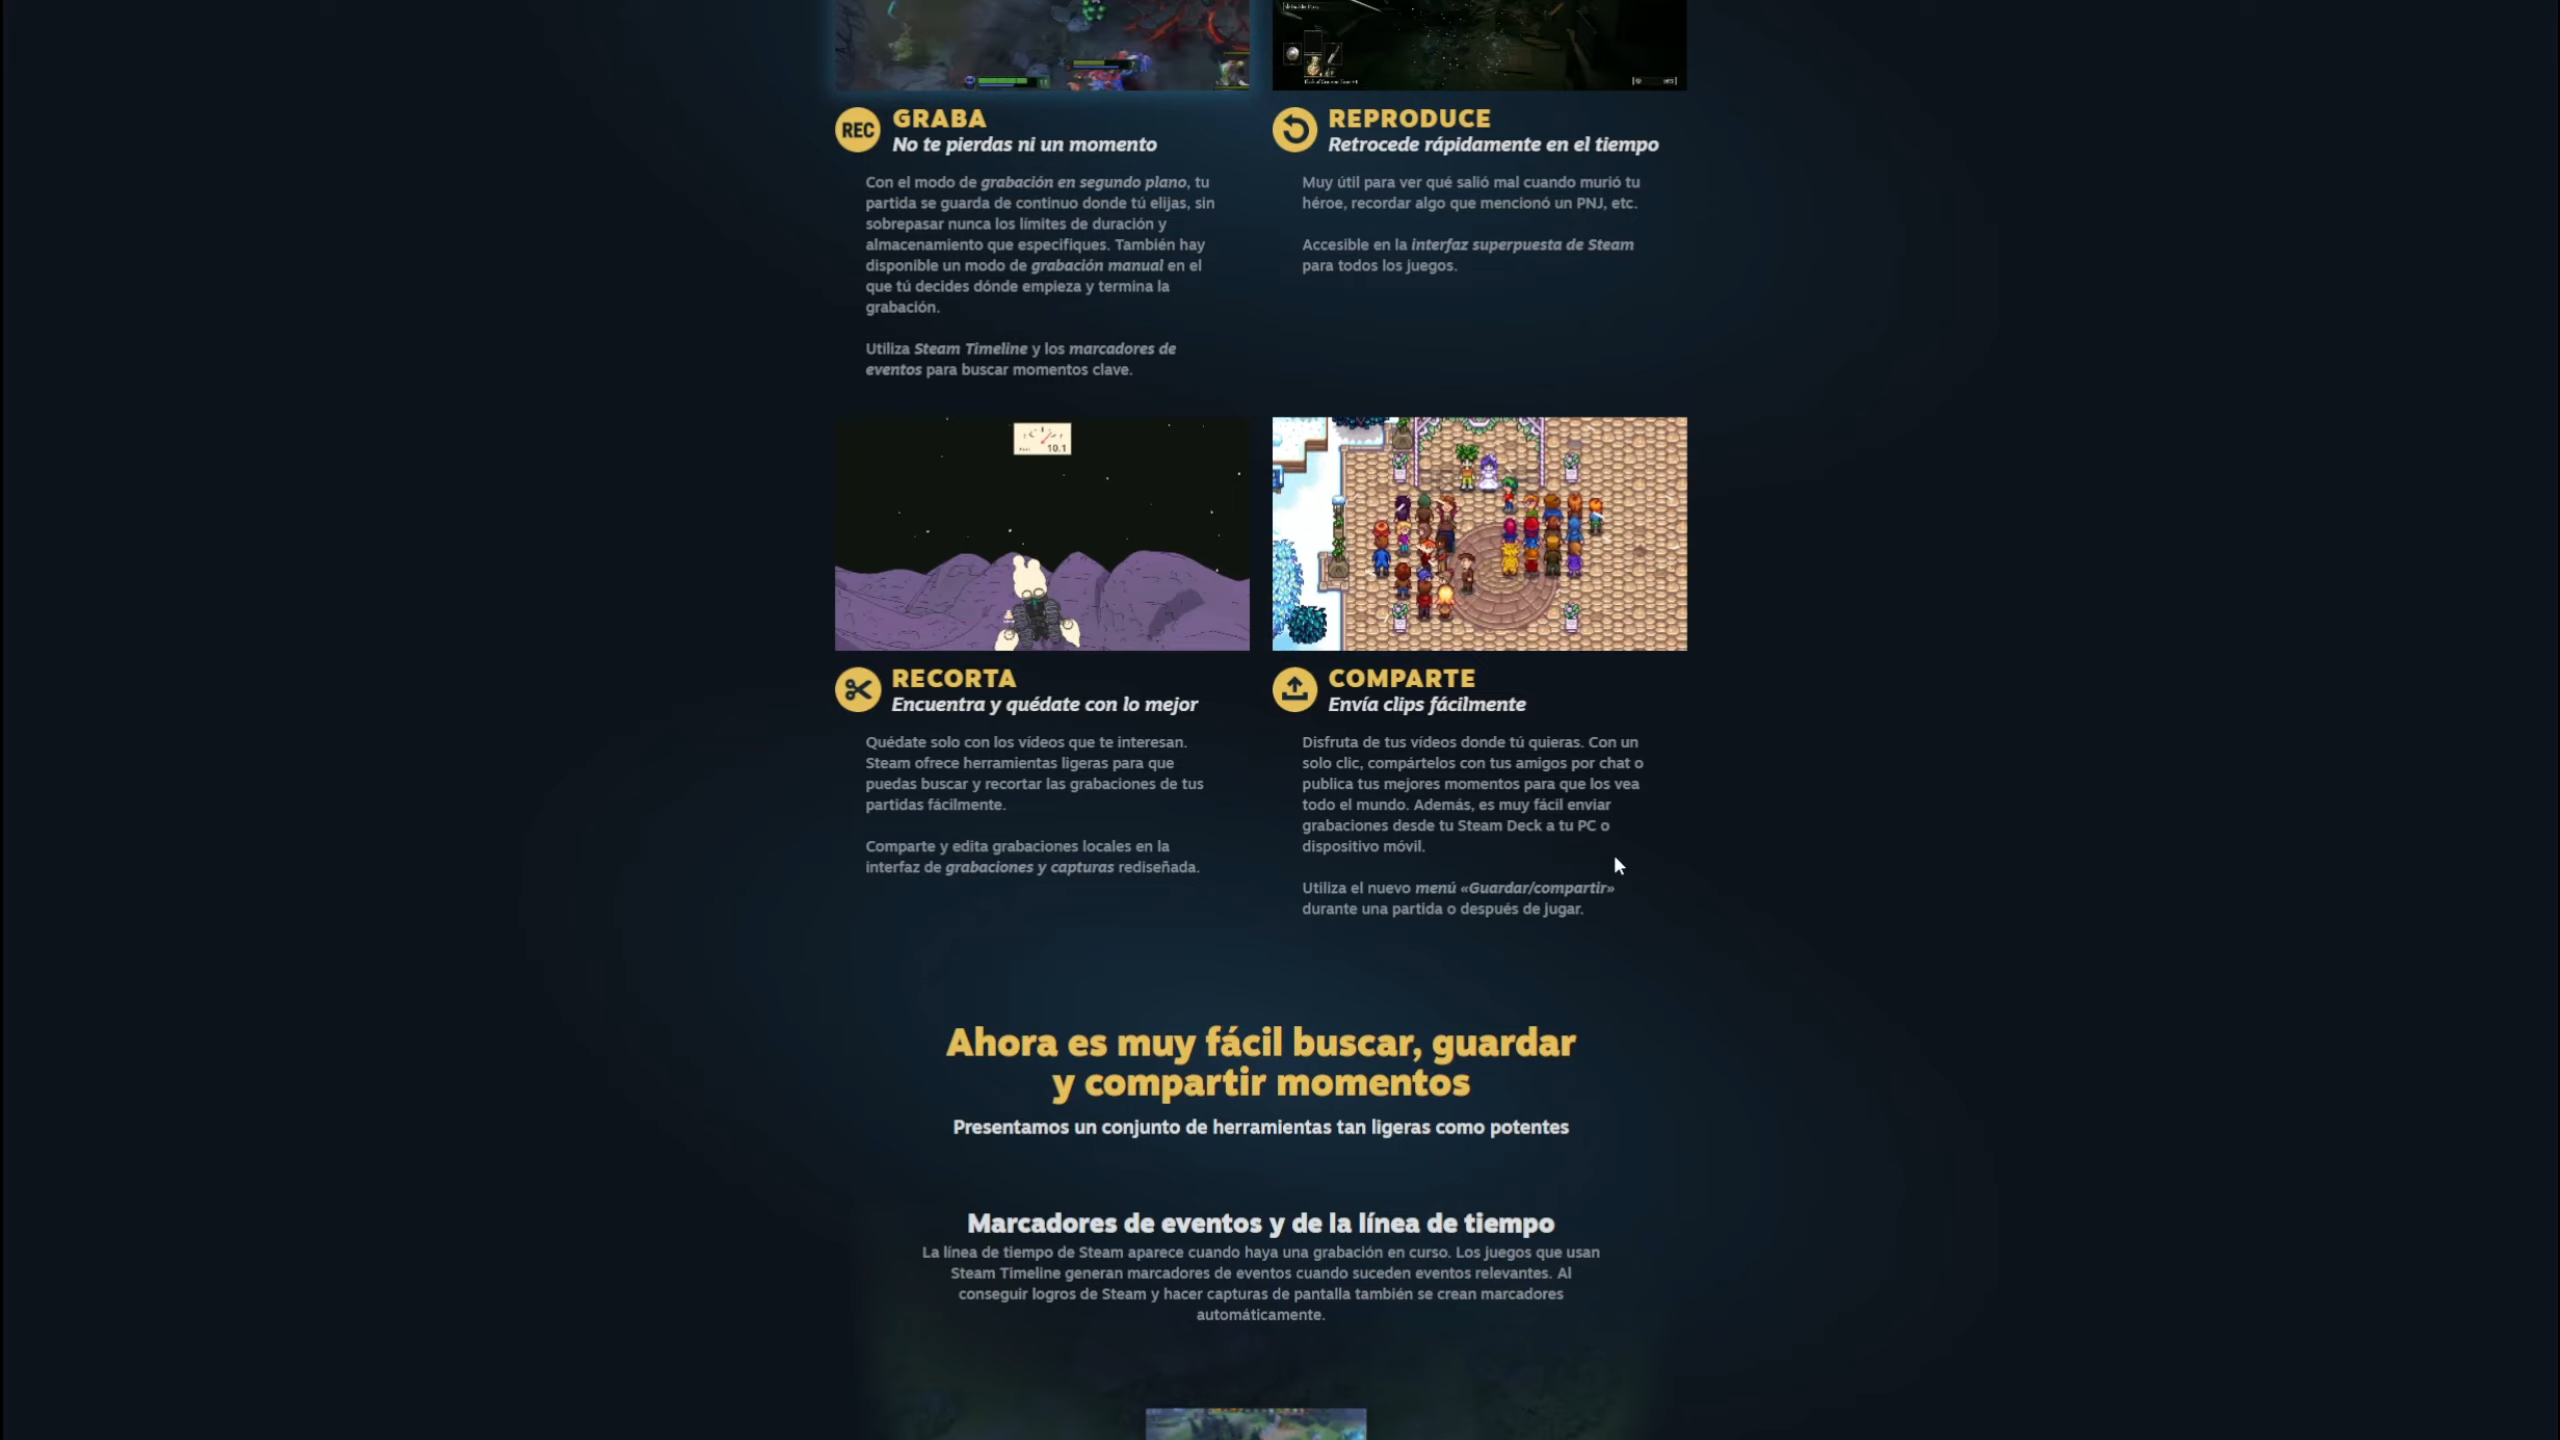 REC
GRABA
No te pierdas ni un momento
Con el modo de grabación en segundo plano, tu
partida se guarda de continuo donde tú elijas, sin
sobrepasar nunca los límites de duración y
almacenamiento que especifiques. También hay
disponible un modo de grabación manual en el
que tú decides dónde empieza y termina la
grabación.
Utiliza Steam Timeline y los marcadores de
eventos para buscar momentos clave.
REPRODUCE
Retrocede rápidamente en el tiempo
Muy útil para ver qué salió mal cuando murió tu
héroe, recordar algo que mencionó un PNJ, etc.
Accesible en la interfaz superpuesta de Steam
para todos los juegos.
10.1
RECORTA
Encuentra y quédate con lo mejor
Quédate solo con los vídeos que te interesan.
Steam ofrece herramientas ligeras para que
puedas buscar y recortar las grabaciones de tus
partidas fácilmente.
Comparte y edita grabaciones locales en la
interfaz de grabaciones y capturas rediseñada.
COMPARTE
Envía clips fácilmente
Disfruta de tus vídeos donde tú quieras. Con un
solo clic, compártelos con tus amigos por chat o
publica tus mejores momentos para que los vea
todo el mundo. Además, es muy fácil enviar
grabaciones desde tu Steam Deck a tu PC o
dispositivo móvil.
Utiliza el nuevo menú «Guardar/compartir»
durante una partida o después de jugar.
Ahora es muy fácil buscar, guardar
y compartir momentos
Presentamos un conjunto de herramientas tan ligeras como potentes
Marcadores de eventos y de la línea de tiempo
La línea de tiempo de Steam aparece cuando haya una grabación en curso. Los juegos que usan
Steam Timeline generan marcadores de eventos cuando suceden eventos relevantes. Al
conseguir logros de Steam y hacer capturas de pantalla también se crean marcadores
automáticamente.